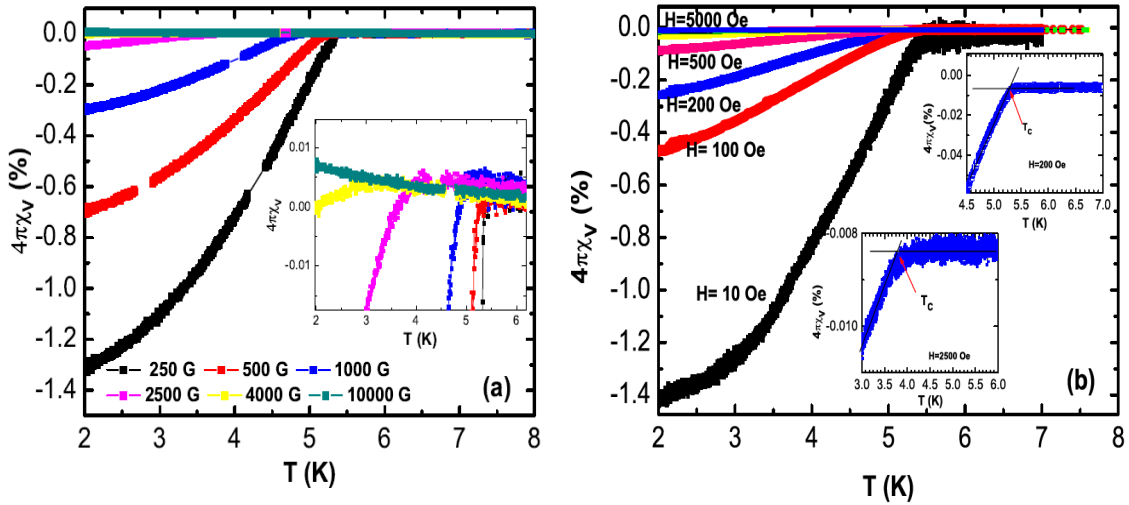 0.0
-0.2
-0.4
-0.6
-0.8
-1.0
-1.2
-1.4
4πχV (%)
2 3 4 5 6 7 8
T (K)
250 G 500 G 1000 G
2500 G 4000 G 10000 G
(a)
0.01
0.00
-0.01
4πχV
2 3 4 5 6
T (K)
0.0
-0.2
-0.4
-0.6
-0.8
-1.0
-1.2
-1.4
4πχV (%)
2 3 4 5 6 7 8
T (K)
H=5000 Oe
H=500 Oe
H=200 Oe
H= 100 Oe
H= 10 Oe
(b)
0.00
-0.02
-0.04
4πχV (%)
TC
H=200 Oe
4.5 5.0 5.5 6.0 6.5 7.0
T (K)
-0.008
-0.010
4πχV (%)
TC
H=2500 Oe
3.0 3.5 4.0 4.5 5.0 5.5 6.0
T (K)